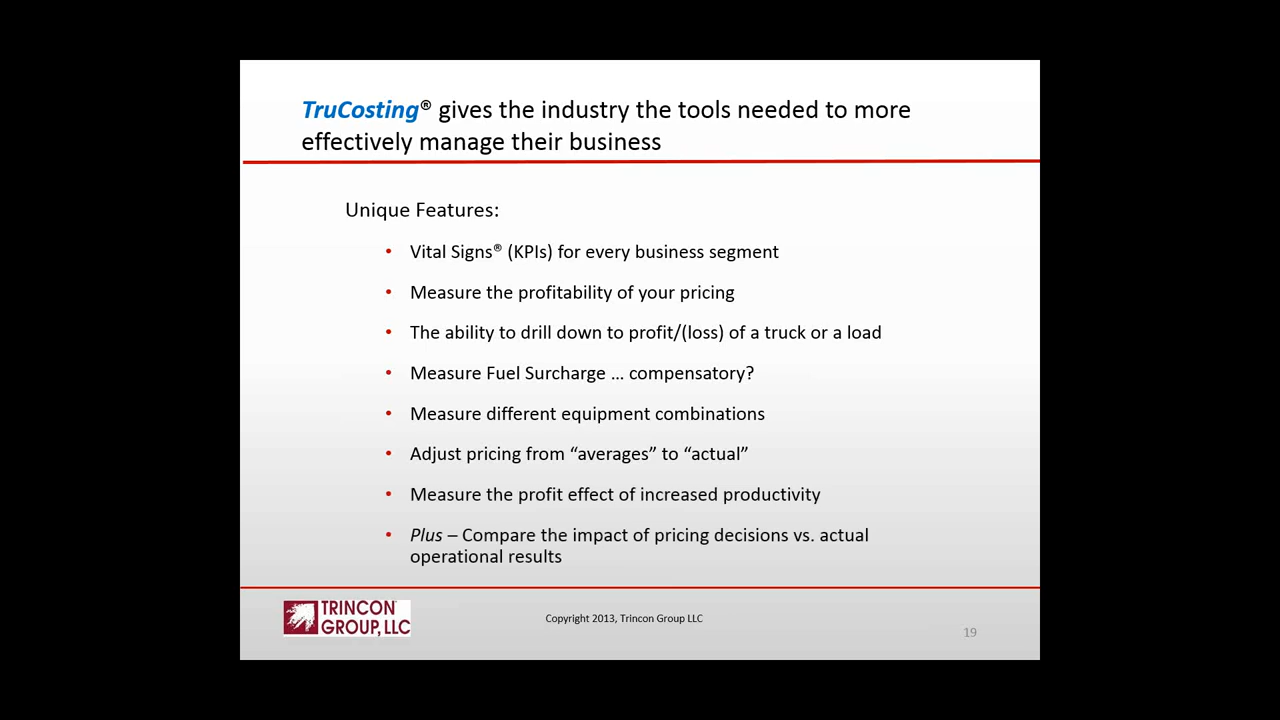 TruCosting® gives the industry the tools needed to more
effectively manage their business
Unique Features:
• Vital Signs® (KPIs) for every business segment
• Measure the profitability of your pricing
• The ability to drill down to profit/(loss) of a truck or a load
• Measure Fuel Surcharge … compensatory?
• Measure different equipment combinations
• Adjust pricing from “averages” to “actual”
• Measure the profit effect of increased productivity
• Plus – Compare the impact of pricing decisions vs. actual
operational results
TRINCON
GROUP, LLC
Copyright 2013, Trincon Group LLC
19